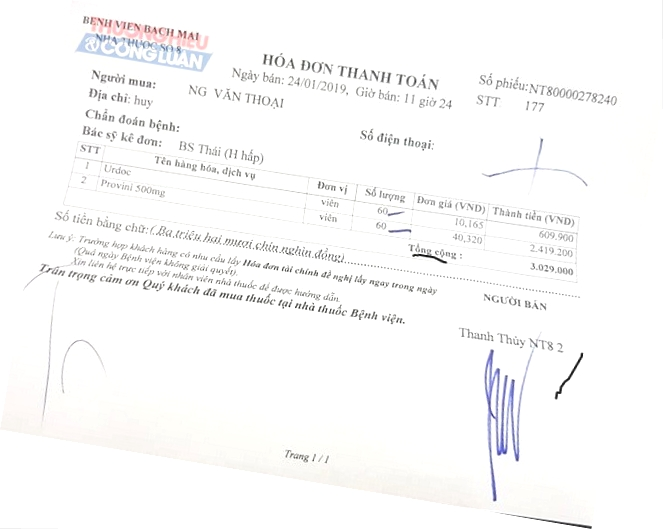 BỆNH VIỆN BẠCH MAI
NHÀ THUỐC SỐ 8
THƯƠNG HIỆU
& CÔNG LUẬN
HÓA ĐƠN THANH TOÁN
Ngày bán: 24/01/2019, Giờ bán: 11 giờ 24
Số phiếu: NT80000278240
STT 177
Người mua: NG VĂN THOẠI
Địa chỉ: huy
Chẩn đoán bệnh:
Số điện thoại:
Bác sỹ kê đơn: BS Thái (H hấp)
STT Tên hàng hóa, dịch vụ Đơn vị Số lượng Đơn giá (VND) Thành tiền (VND)
1 Urdoc viên 60 10,165 609.900
2 Provini 500mg viên 60 40,320 2.419.200
Tổng cộng : 3.029.000
Số tiền bằng chữ:( Ba triệu hai mươi chín nghìn đồng)
Lưu ý: Trường hợp khách hàng có nhu cầu lấy Hóa đơn tài chính đề nghị lấy ngay trong ngày
(Quá ngày Bệnh viện không giải quyết).
Xin liên hệ trực tiếp với nhân viên nhà thuốc để được hướng dẫn.
Trân trọng cảm ơn Quý khách đã mua thuốc tại nhà thuốc Bệnh viện.
NGƯỜI BÁN
Thanh Thủy NT8 2
Trang 1 / 1